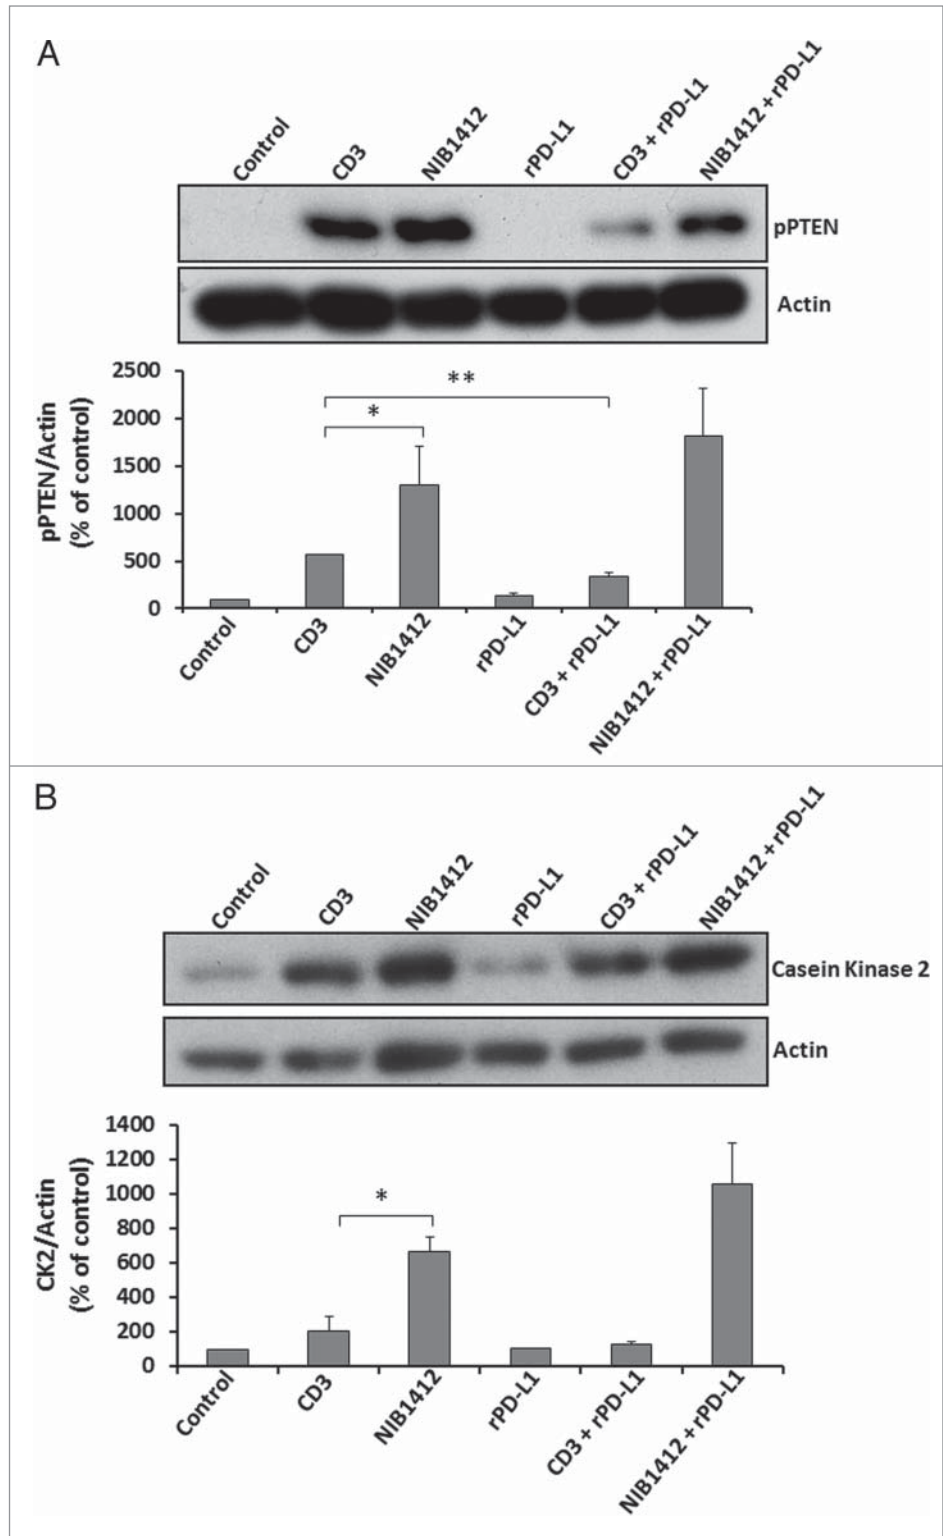 A
Control
CD3
NIB1412
rPD-L1
CD3 + rPD-L1
NIB1412 + rPD-L1
pPTEN
Actin
pPTEN/Actin
(% of control)
2500
2000
1500
1000
500
0
**
*
Control
CD3
NIB1412
rPD-L1
CD3 + rPD-L1
NIB1412 + rPD-L1
B
Control
CD3
NIB1412
rPD-L1
CD3 + rPD-L1
NIB1412 + rPD-L1
Casein Kinase 2
Actin
CK2/Actin
(% of control)
1400
1200
1000
800
600
400
200
0
*
Control
CD3
NIB1412
rPD-L1
CD3 + rPD-L1
NIB1412 + rPD-L1